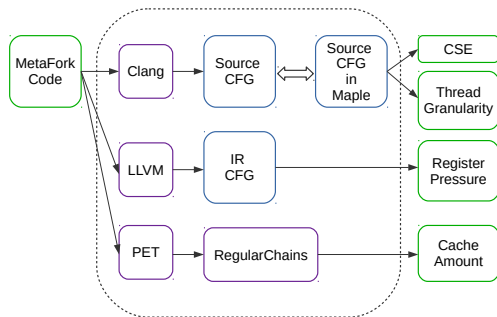 MetaFork
Code
Clang
Source
CFG
Source
CFG
in
Maple
CSE
Thread
Granularity
LLVM
IR
CFG
Register
Pressure
PET
RegularChains
Cache
Amount